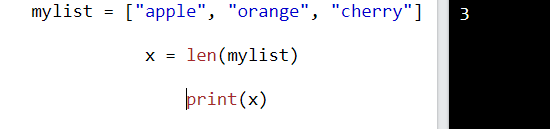 mylist = ["apple", "orange", "cherry"]
x = len(mylist)
print(x)
3